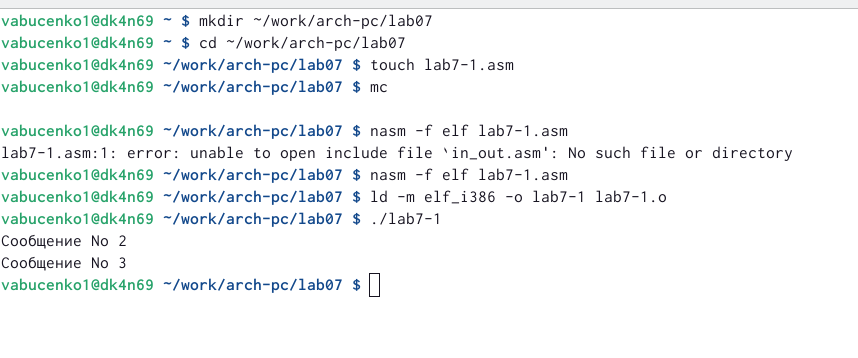 vabucenko1@dk4n69 ~ $ mkdir ~/work/arch-pc/lab07
vabucenko1@dk4n69 ~ $ cd ~/work/arch-pc/lab07
vabucenko1@dk4n69 ~/work/arch-pc/lab07 $ touch lab7-1.asm
vabucenko1@dk4n69 ~/work/arch-pc/lab07 $ mc
vabucenko1@dk4n69 ~/work/arch-pc/lab07 $ nasm -f elf lab7-1.asm
lab7-1.asm:1: error: unable to open include file `in_out.asm': No such file or directory
vabucenko1@dk4n69 ~/work/arch-pc/lab07 $ nasm -f elf lab7-1.asm
vabucenko1@dk4n69 ~/work/arch-pc/lab07 $ ld -m elf_i386 -o lab7-1 lab7-1.o
vabucenko1@dk4n69 ~/work/arch-pc/lab07 $ ./lab7-1
Сообщение No 2
Сообщение No 3
vabucenko1@dk4n69 ~/work/arch-pc/lab07 $